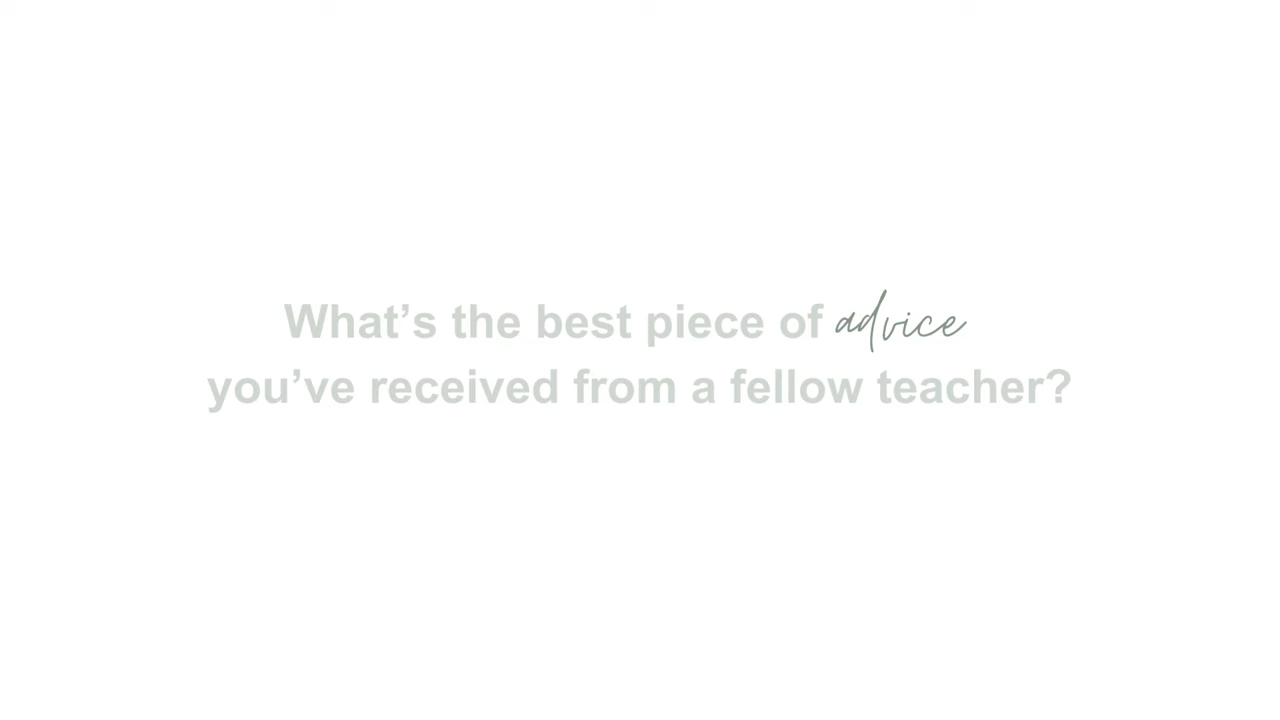 What’s the best piece of advice
you’ve received from a fellow teacher?